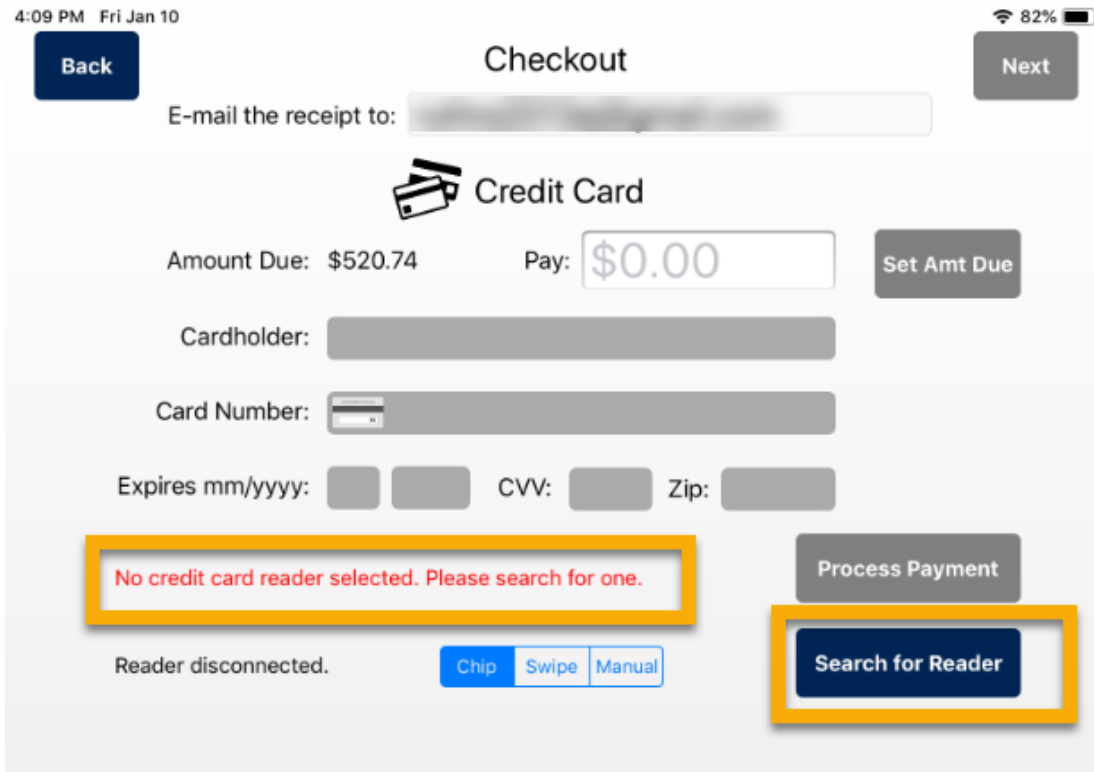 4:09 PM Fri Jan 10 82%
Back Checkout Next
E-mail the receipt to:
Credit Card
Amount Due: $520.74 Pay: $0.00 Set Amt Due
Cardholder:
Card Number:
Expires mm/yyyy: CVV: Zip:
No credit card reader selected. Please search for one.
Process Payment
Reader disconnected. Chip Swipe Manual Search for Reader